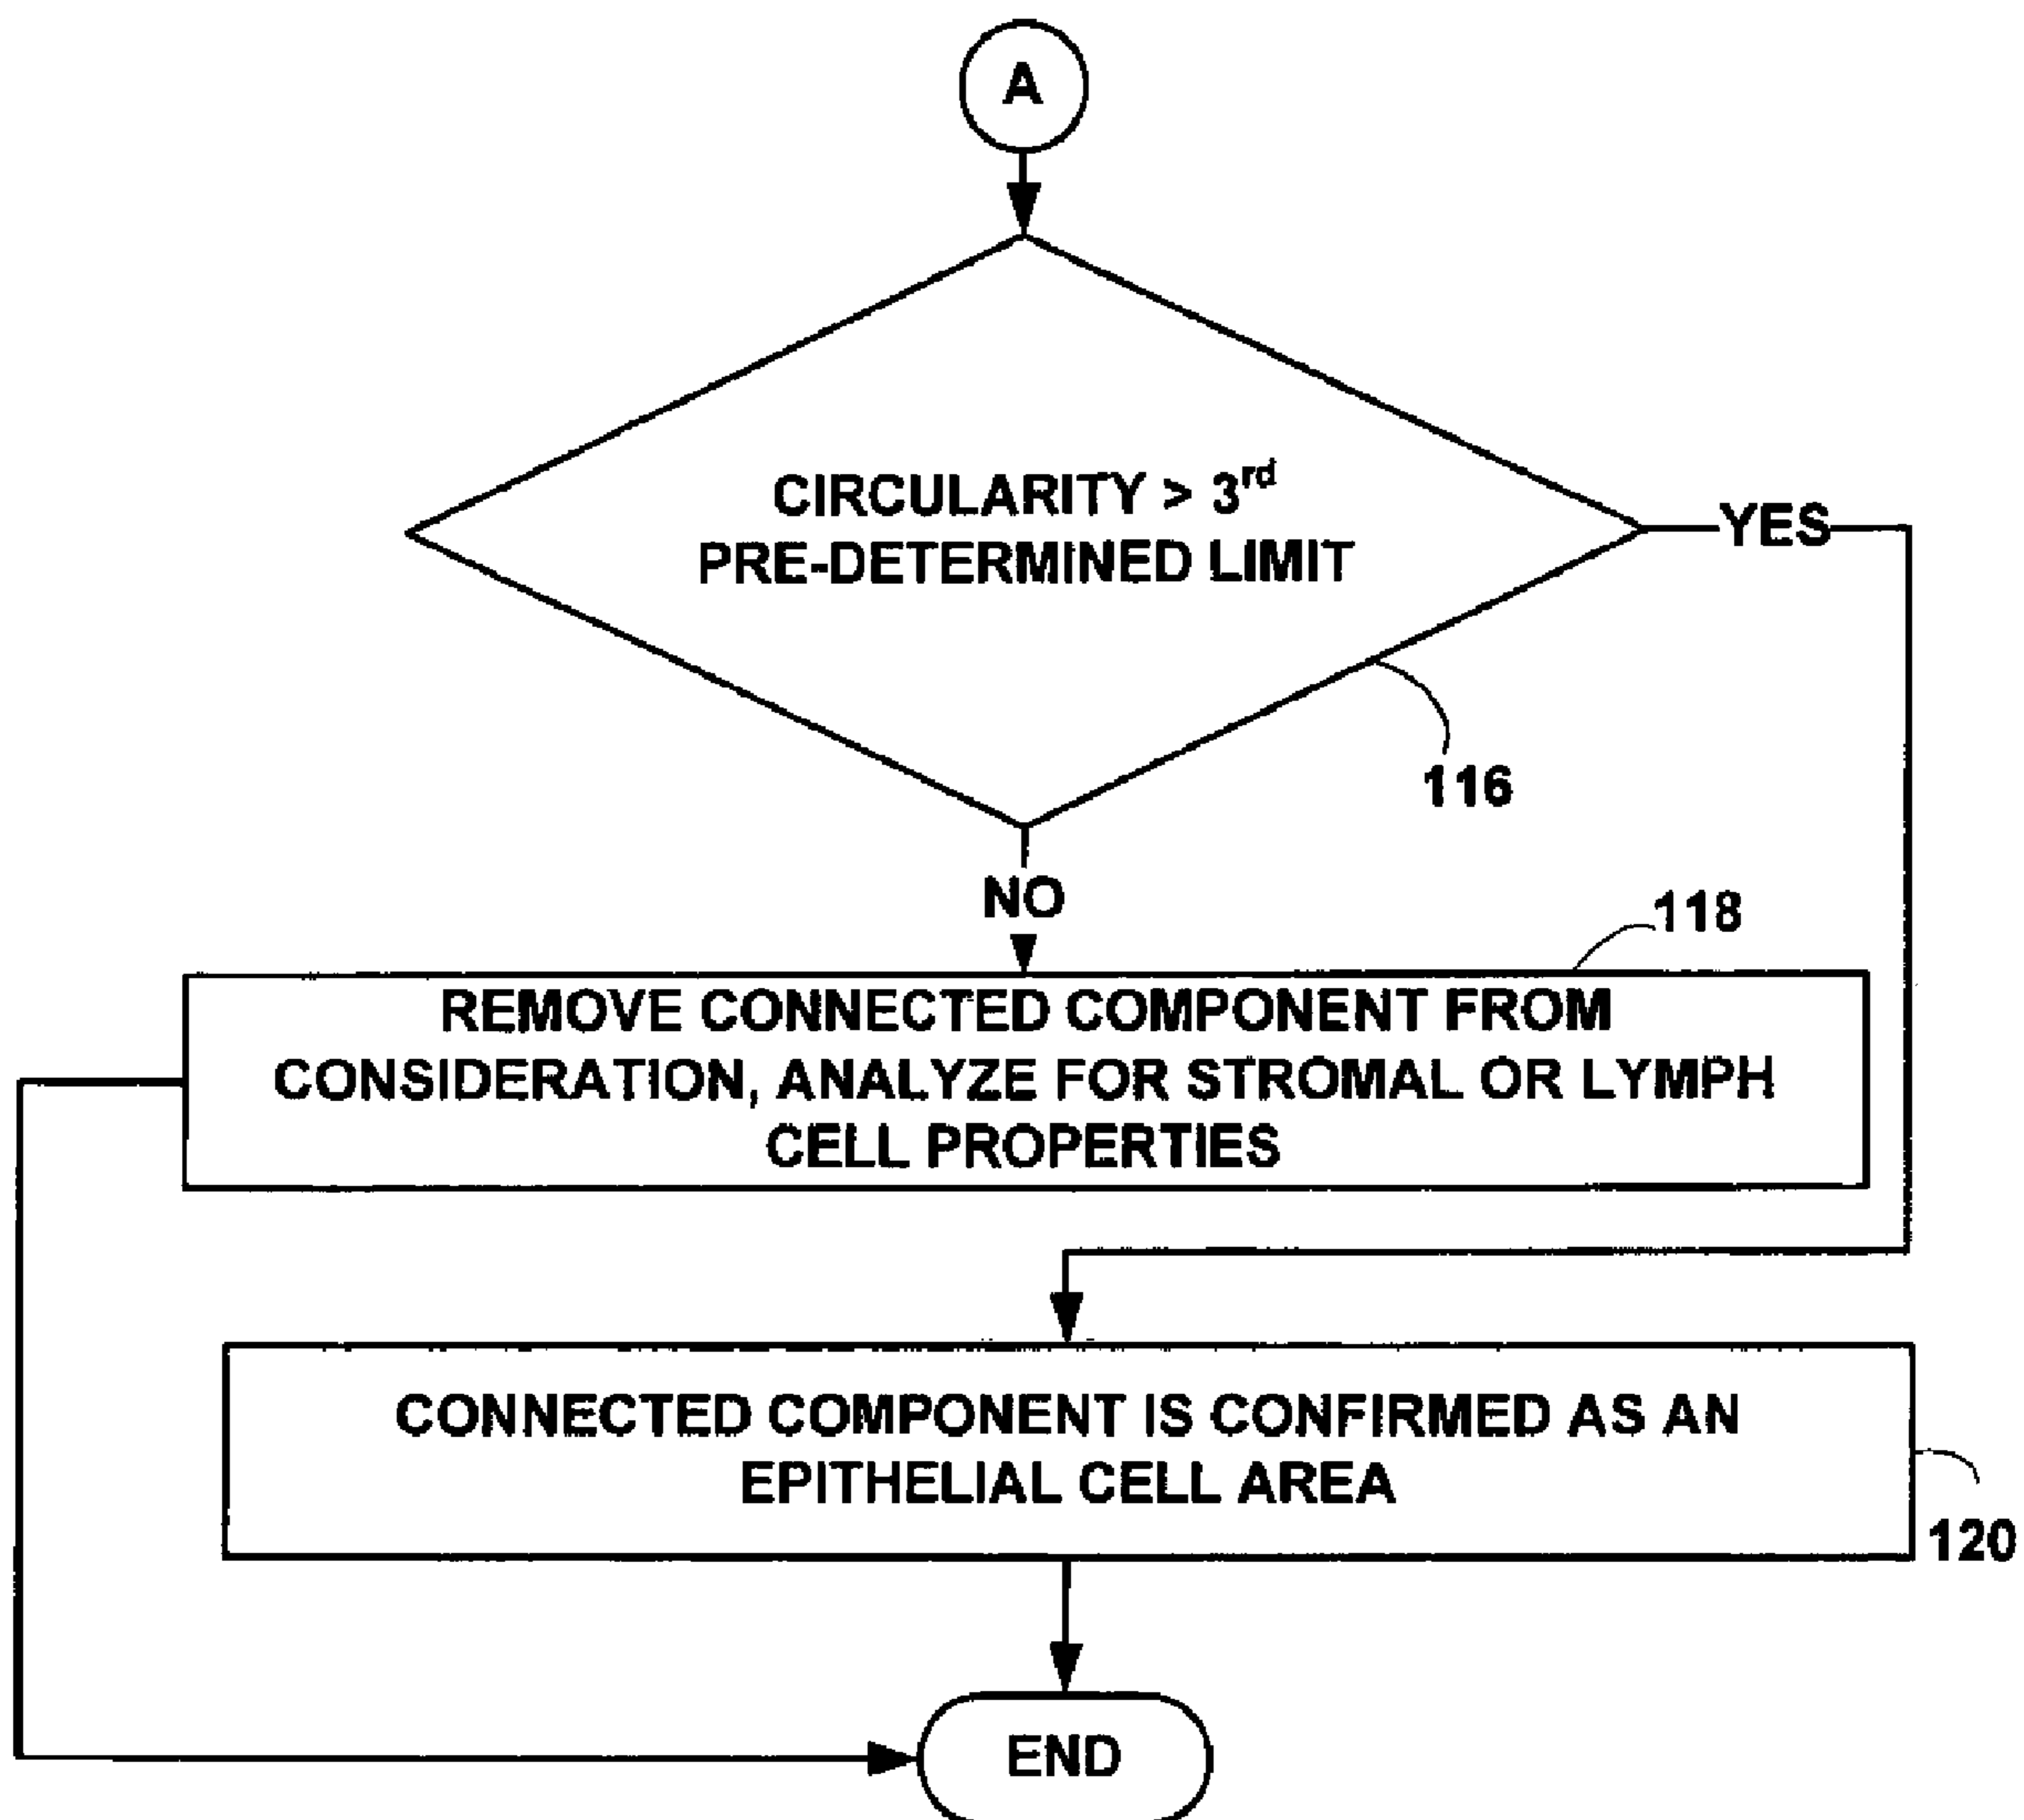 A
CIRCULARITY > 3rd
PRE-DETERMINED LIMIT
YES
116
NO
118
REMOVE CONNECTED COMPONENT FROM
CONSIDERATION, ANALYZE FOR STROMAL OR LYMPH
CELL PROPERTIES
CONNECTED COMPONENT IS CONFIRMED AS AN
EPITHELIAL CELL AREA
120
END